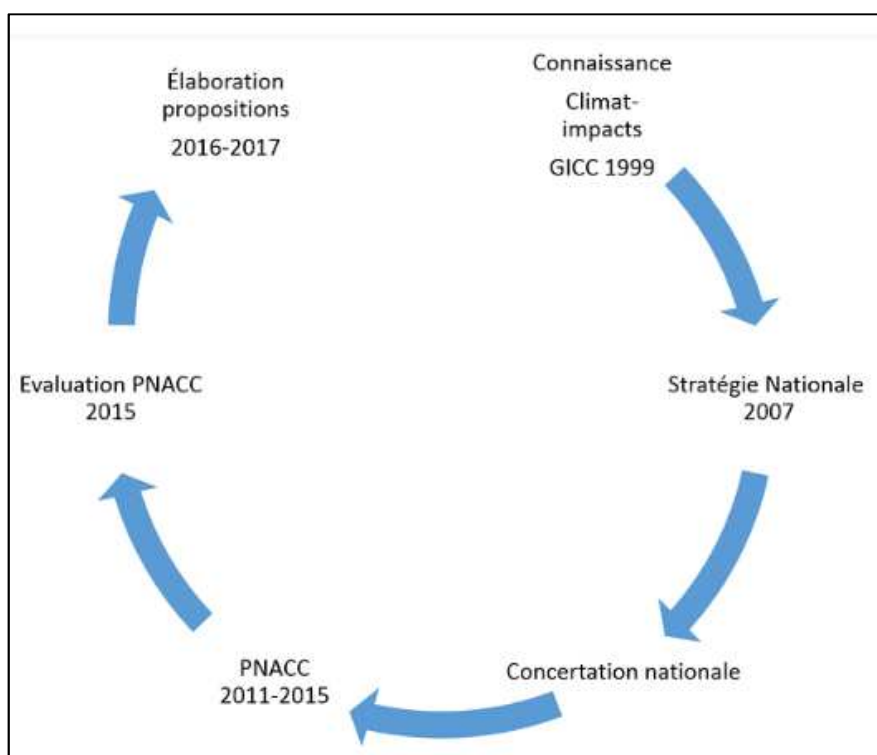 Connaissance
Climat-
impacts
GICC 1999
Stratégie Nationale
2007
Concertation nationale
PNACC
2011-2015
Evaluation PNACC
2015
Élaboration
propositions
2016-2017